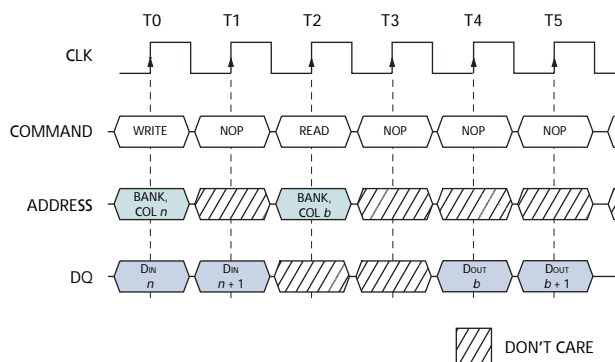 T0 T1 T2 T3 T4 T5
CLK
COMMAND WRITE NOP READ NOP NOP NOP
ADDRESS BANK, COL n BANK, COL b
DQ DIN n DIN n + 1 DOUT b DOUT b + 1
DON'T CARE